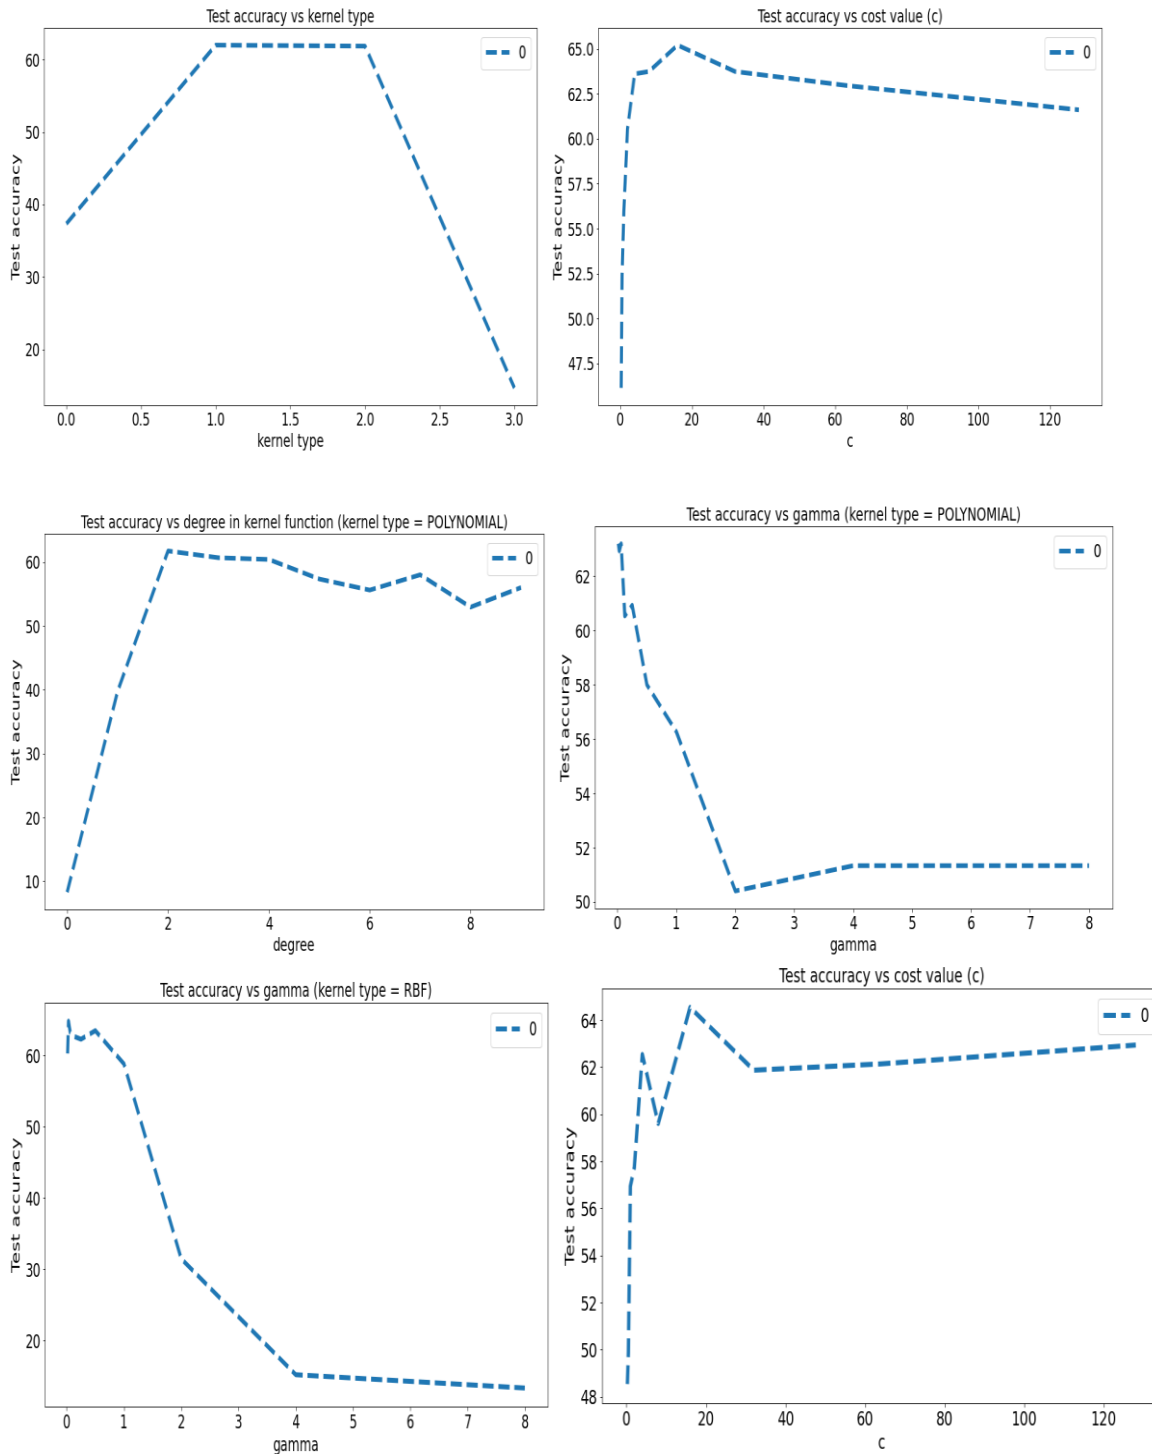 Test accuracy vs kernel type
0
60
50
40
30
20
Test accuracy
0.0 0.5 1.0 1.5 2.0 2.5 3.0
kernel type
Test accuracy vs cost value (c)
0
65.0
62.5
60.0
57.5
55.0
52.5
50.0
47.5
Test accuracy
0 20 40 60 80 100 120
c
Test accuracy vs degree in kernel function (kernel type = POLYNOMIAL)
0
60
50
40
30
20
10
Test accuracy
0 2 4 6 8
degree
Test accuracy vs gamma (kernel type = POLYNOMIAL)
0
62
60
58
56
54
52
50
Test accuracy
0 1 2 3 4 5 6 7 8
gamma
Test accuracy vs gamma (kernel type = RBF)
0
60
50
40
30
20
Test accuracy
0 1 2 3 4 5 6 7 8
gamma
Test accuracy vs cost value (c)
0
64
62
60
58
56
54
52
50
48
Test accuracy
0 20 40 60 80 100 120
c